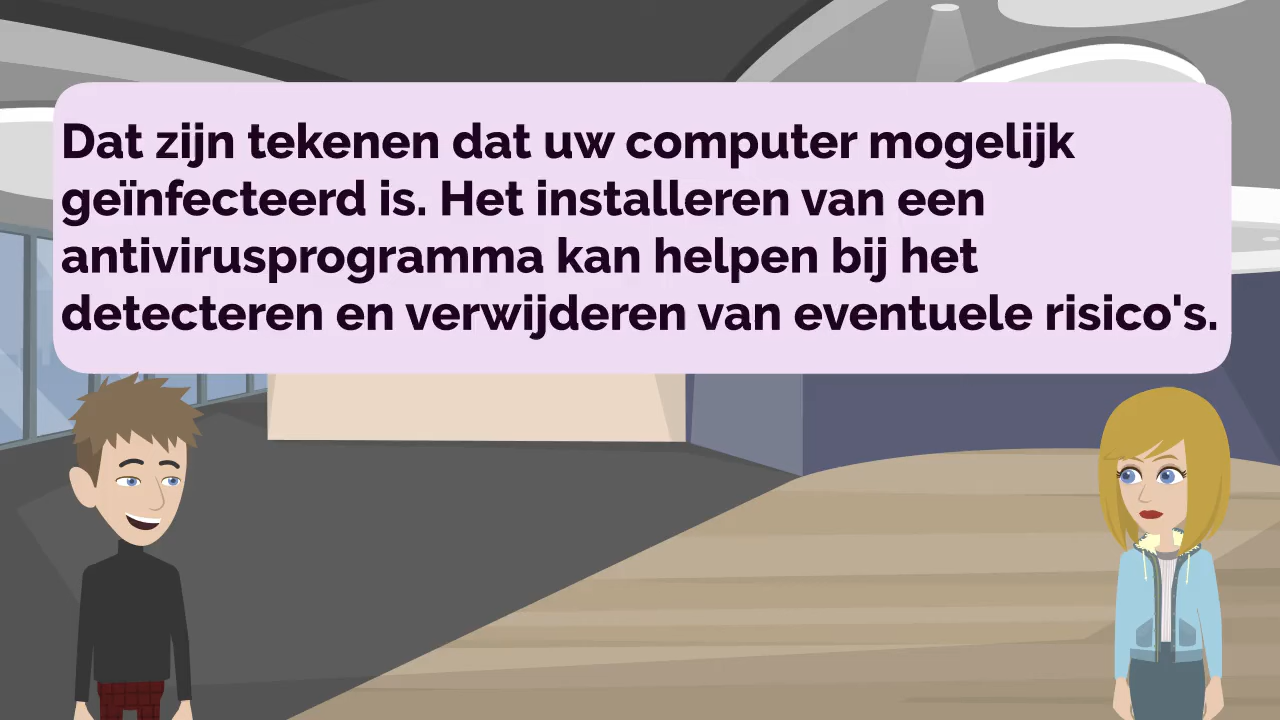 Dat zijn tekenen dat uw computer mogelijk
geïnfecteerd is. Het installeren van een
antivirusprogramma kan helpen bij het
detecteren en verwijderen van eventuele risico's.